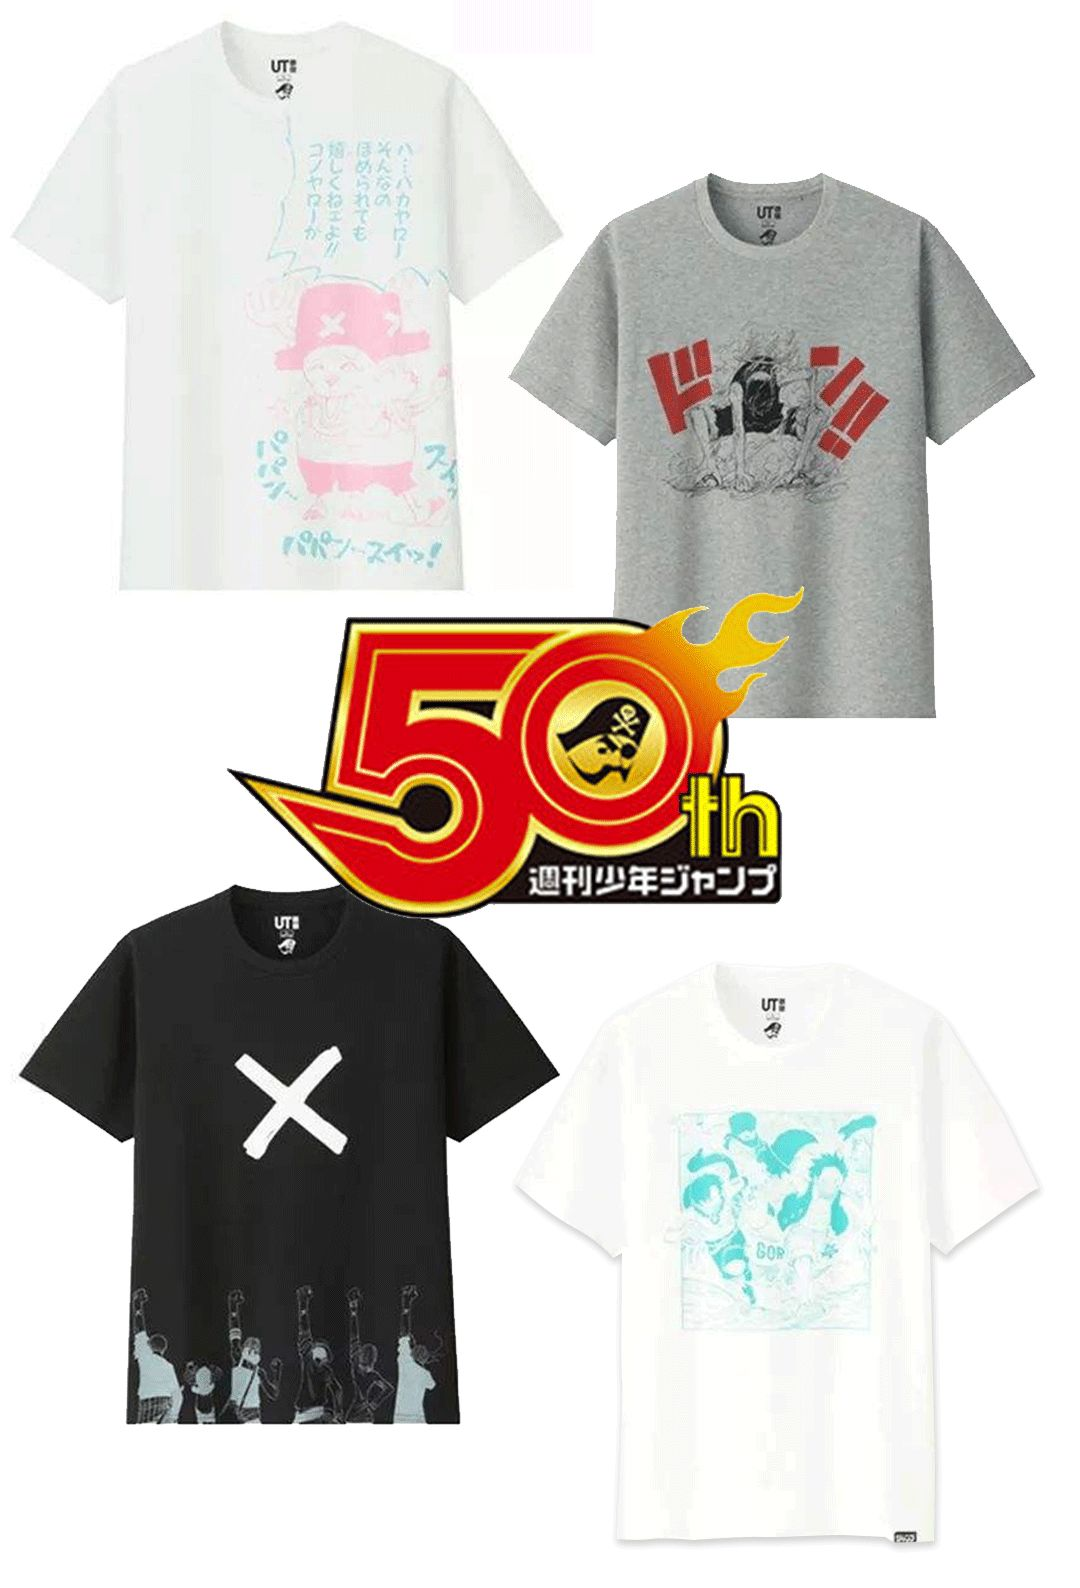 UT
ハ…バカヤロー
そんなの
ほめられても
嬉しくねェよ!!
コノヤローが
パパン
スイッ
パパン…スイッ!
UT
ドン!!!
50th
週刊少年ジャンプ
UT
×
UT